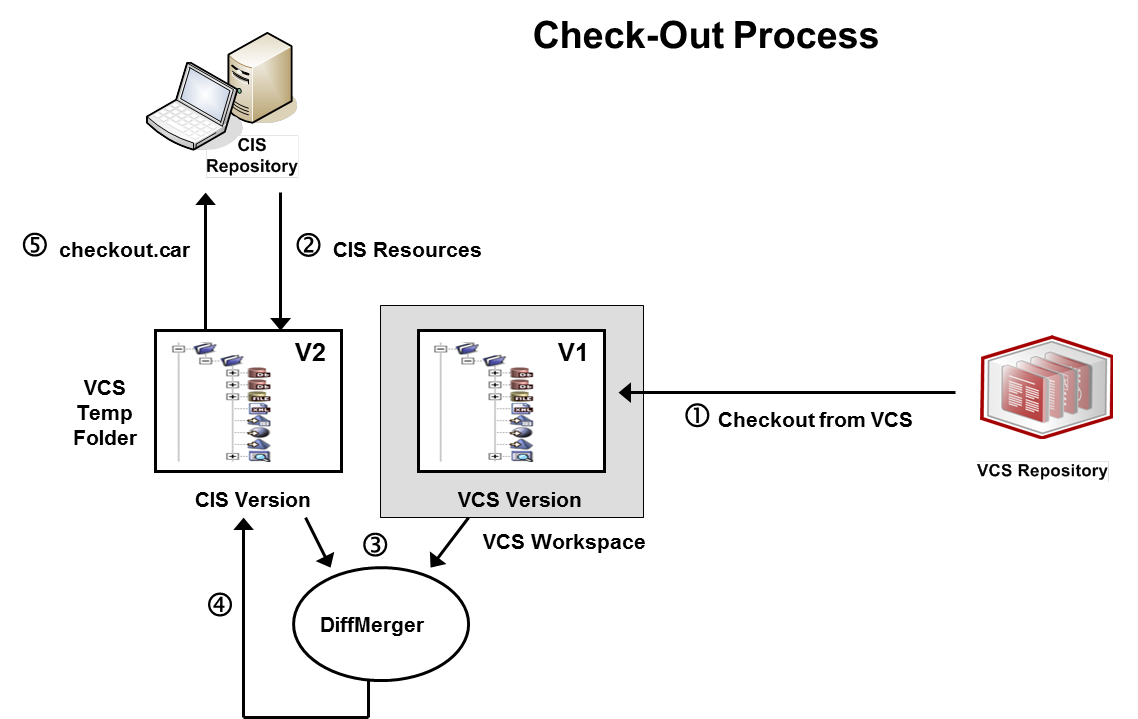 Check-Out Process
CIS
Repository
⑤ checkout.car
② CIS Resources
V2
V1
VCS
Temp
Folder
① Checkout from VCS
VCS Repository
CIS Version
VCS Version
③
VCS Workspace
④
DiffMerger